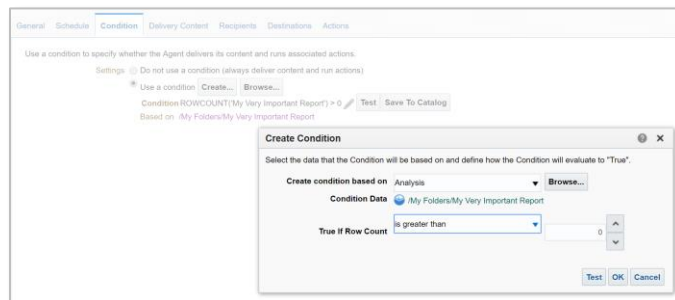 General Schedule Condition Delivery Content Recipients Destinations Actions
Use a condition to specify whether the Agent delivers its content and runs associated actions.
Settings Do not use a condition (always deliver content and run actions)
Use a condition Create... Browse...
Condition ROWCOUNT('My Very Important Report') > 0 Test Save To Catalog
Based on /My Folders/My Very Important Report
Create Condition
Select the data that the Condition will be based on and define how the Condition will evaluate to "True".
Create condition based on Analysis Browse...
Condition Data /My Folders/My Very Important Report
True If Row Count is greater than 0
Test OK Cancel